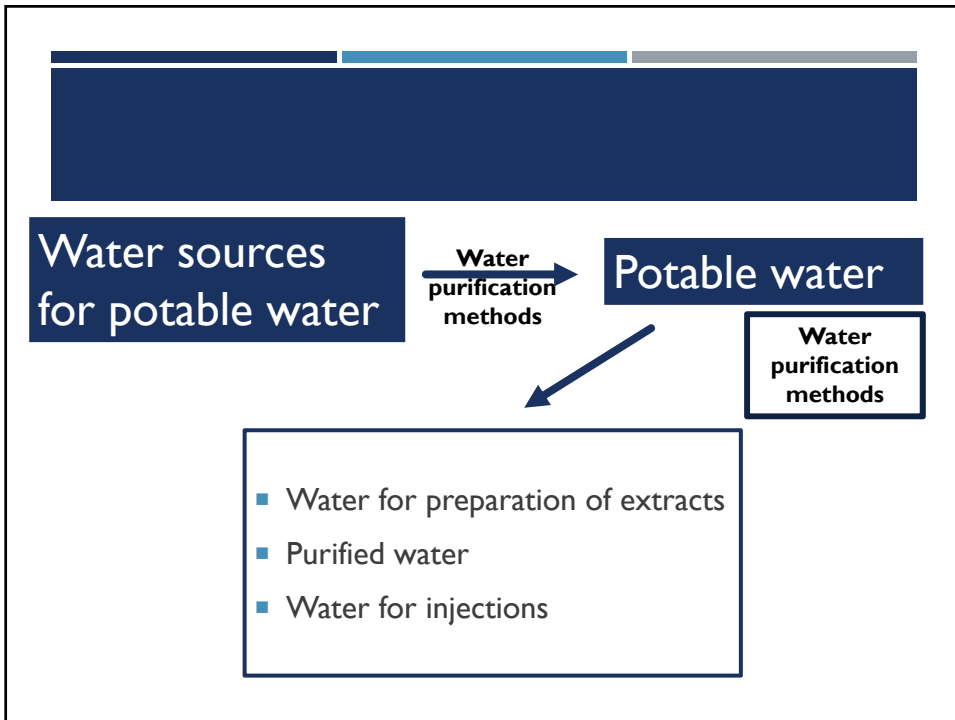 Water sources
for potable water
Water
purification
methods
Potable water
Water
purification
methods
Water for preparation of extracts
Purified water
Water for injections